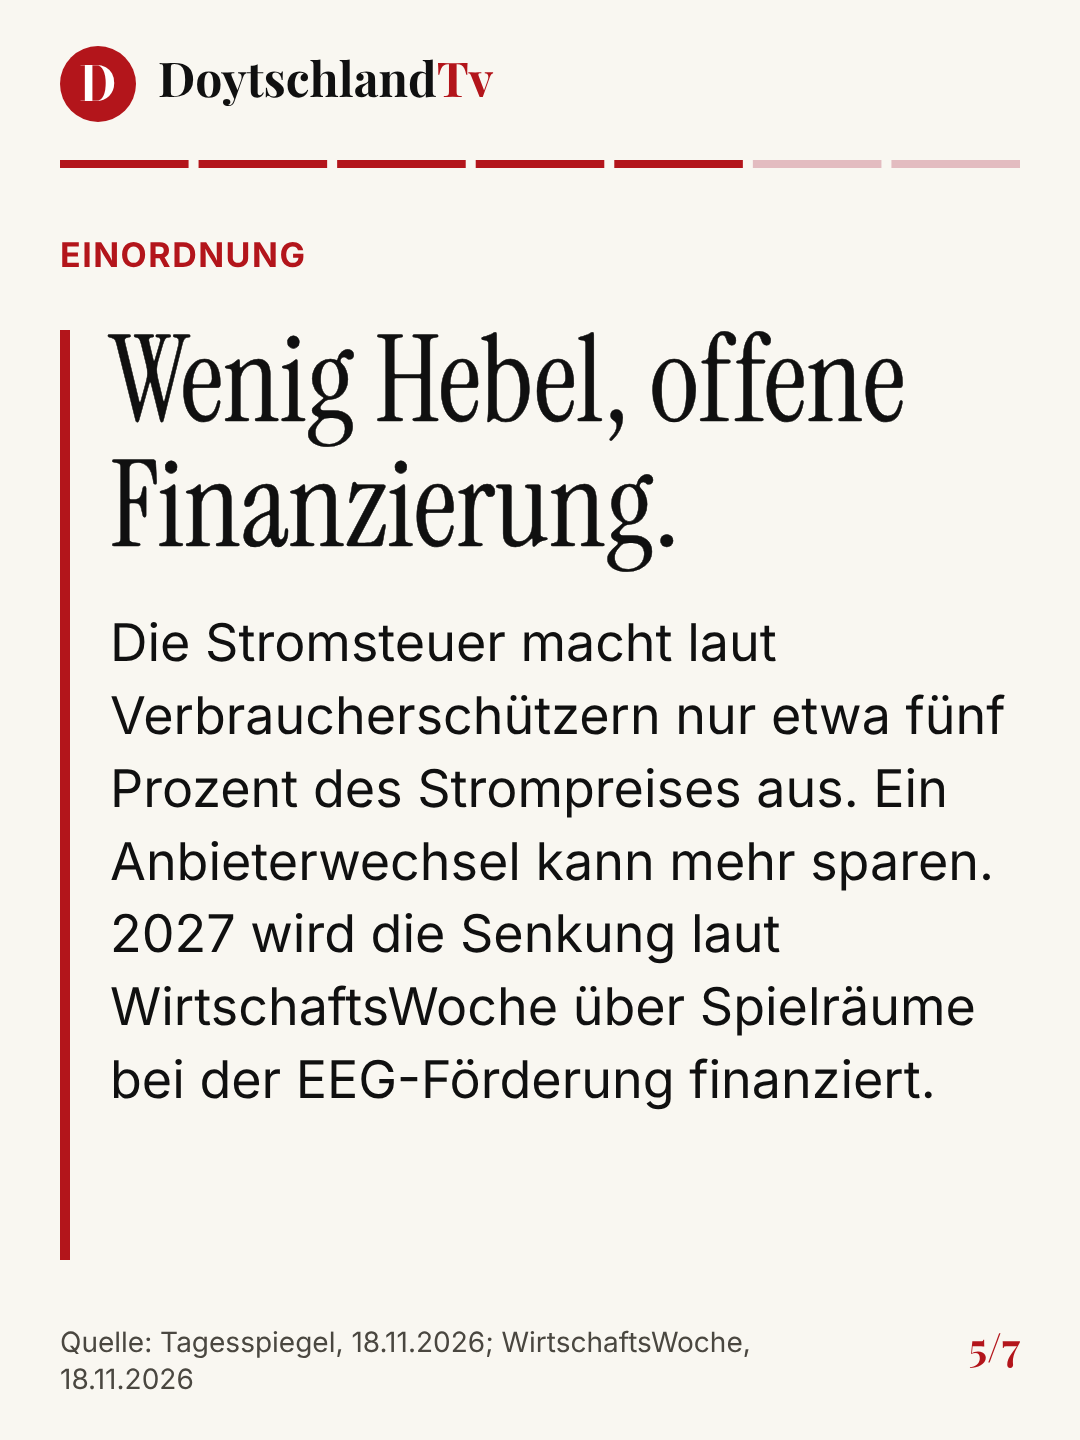 D DoytschlandTv
EINORDNUNG
Wenig Hebel, offene
Finanzierung.
Die Stromsteuer macht laut
Verbraucherschützern nur etwa fünf
Prozent des Strompreises aus. Ein
Anbieterwechsel kann mehr sparen.
2027 wird die Senkung laut
WirtschaftsWoche über Spielräume
bei der EEG-Förderung finanziert.
Quelle: Tagesspiegel, 18.11.2026; WirtschaftsWoche,
18.11.2026
5/7